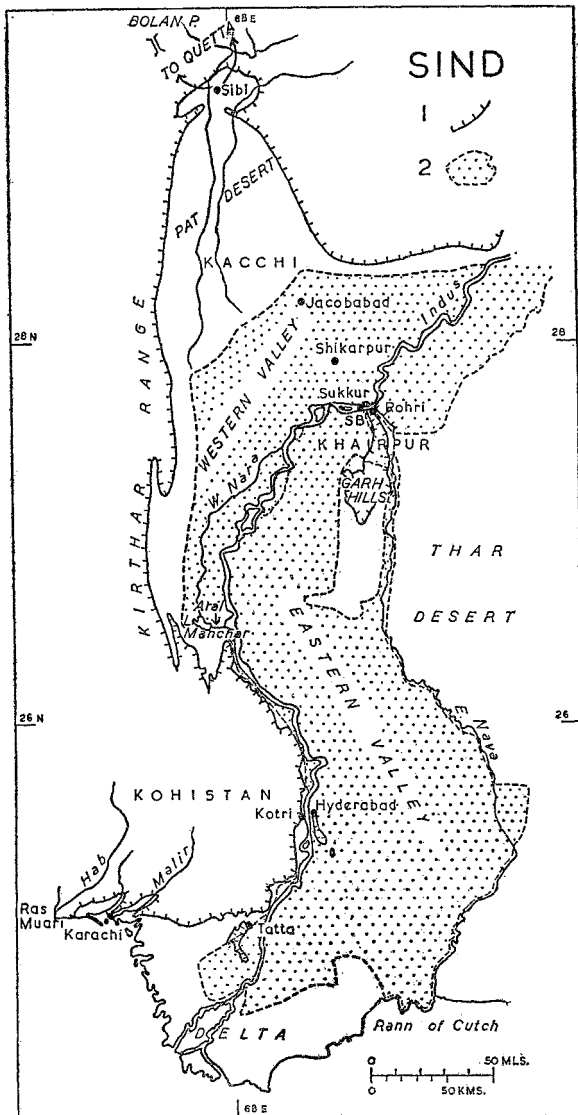 BOLAN P.
68 E
TO QUETTA
SIND
Sibi
1
2
PAT DESERT
KACCHI
Jacobabad
Indus
28 N
28
Shikarpur
KIRTHAR RANGE
WESTERN VALLEY
Sukkur
Rohri
SB
KHAIRPUR
W Nara
GARH
HILLS
THAR
DESERT
Aral
Manchar
EASTERN VALLEY
26 N
26
E Nava
KOHISTAN
Kotri
Hyderabad
Hab
Malir
Ras
Muari
Karachi
Tatta
DELTA
Rann of Cutch
0 50 MLS.
0 50 KMS.
68 E